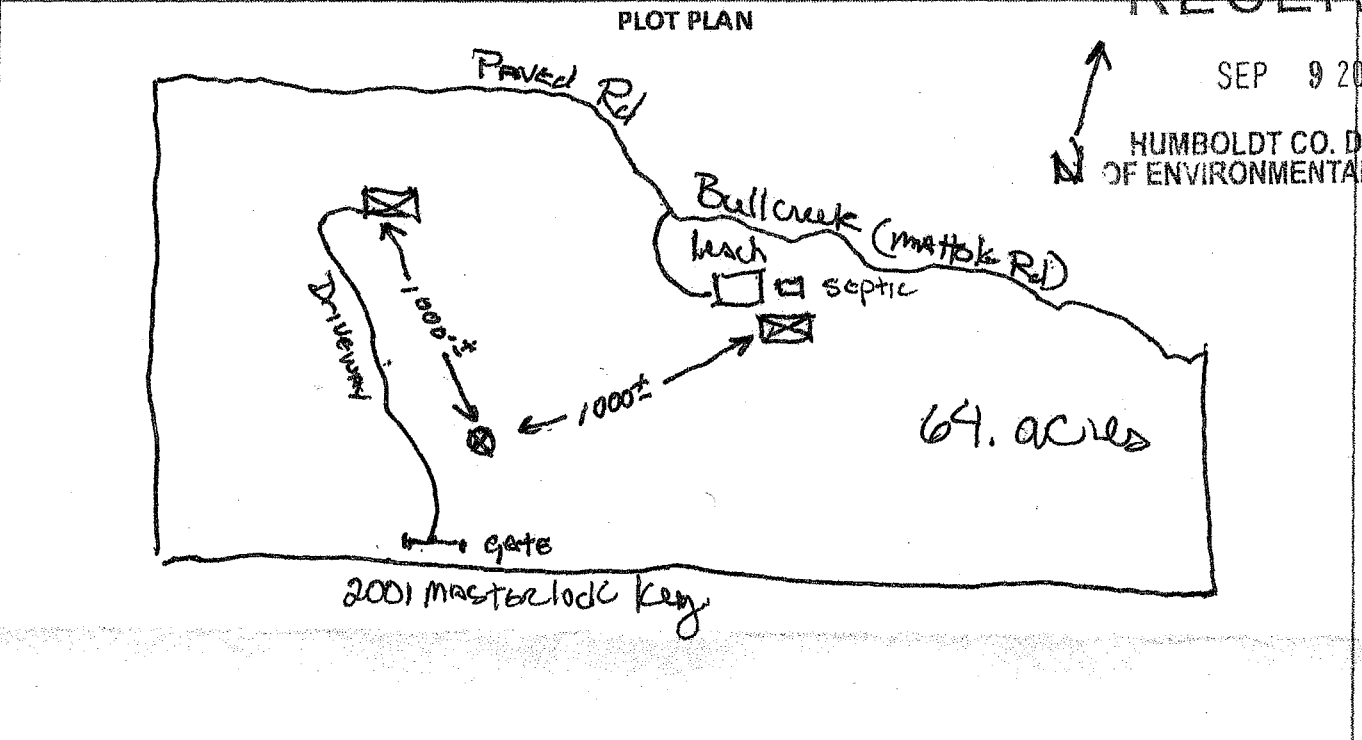 PLOT PLAN
SEP 9 20
HUMBOLDT CO. D
OF ENVIRONMENTA
N
Paved Rd
Bullcreek (Mattole Rd)
leach
septic
Driveway
1000'±
1000±
64. acres
gate
2001 masterlock key